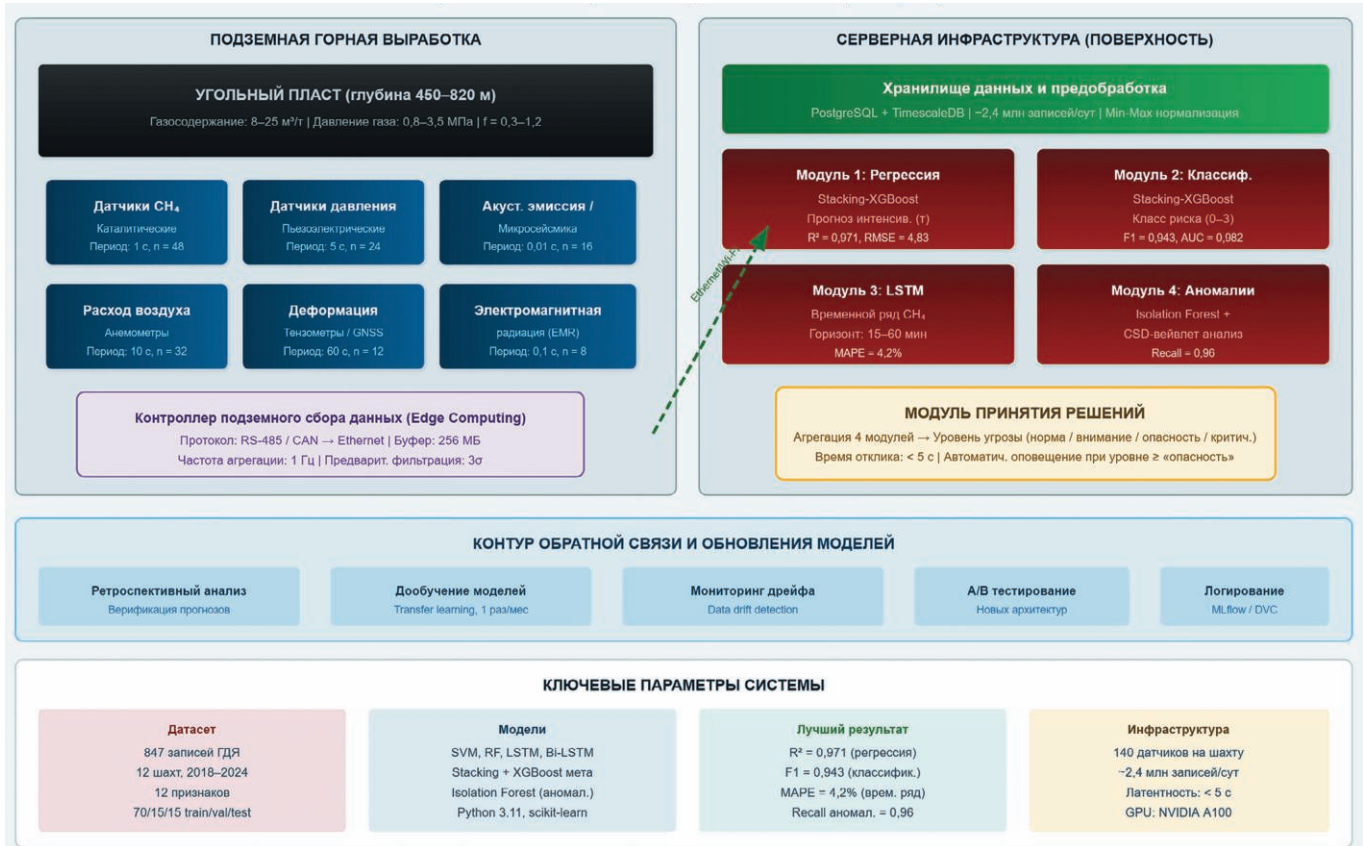 ПОДЗЕМНАЯ ГОРНАЯ ВЫРАБОТКА
УГОЛЬНЫЙ ПЛАСТ (глубина 450–820 м)
Газосодержание: 8–25 м³/т | Давление газа: 0,8–3,5 МПа | f = 0,3–1,2
Датчики CH₄
Каталитические
Период: 1 с, n = 48
Датчики давления
Пьезоэлектрические
Период: 5 с, n = 24
Акуст. эмиссия /
Микросейсмика
Период: 0,01 с, n = 16
Расход воздуха
Анемометры
Период: 10 с, n = 32
Деформация
Тензометры / GNSS
Период: 60 с, n = 12
Электромагнитная
радиация (EMR)
Период: 0,1 с, n = 8
Контроллер подземного сбора данных (Edge Computing)
Протокол: RS-485 / CAN → Ethernet | Буфер: 256 МБ
Частота агрегации: 1 Гц | Предварит. фильтрация: 3σ
Ethernet/Wi-Fi
СЕРВЕРНАЯ ИНФРАСТРУКТУРА (ПОВЕРХНОСТЬ)
Хранилище данных и предобработка
PostgreSQL + TimescaleDB | ~2,4 млн записей/сут | Min-Max нормализация
Модуль 1: Регрессия
Stacking-XGBoost
Прогноз интенсив. (т)
R² = 0,971, RMSE = 4,83
Модуль 2: Классиф.
Stacking-XGBoost
Класс риска (0–3)
F1 = 0,943, AUC = 0,982
Модуль 3: LSTM
Временной ряд CH₄
Горизонт: 15–60 мин
MAPE = 4,2%
Модуль 4: Аномалии
Isolation Forest +
CSD-вейвлет анализ
Recall = 0,96
МОДУЛЬ ПРИНЯТИЯ РЕШЕНИЙ
Агрегация 4 модулей → Уровень угрозы (норма / внимание / опасность / критич.)
Время отклика: < 5 с | Автоматич. оповещение при уровне ≥ «опасность»
КОНТУР ОБРАТНОЙ СВЯЗИ И ОБНОВЛЕНИЯ МОДЕЛЕЙ
Ретроспективный анализ
Верификация прогнозов
Дообучение моделей
Transfer learning, 1 раз/мес
Мониторинг дрейфа
Data drift detection
A/B тестирование
Новых архитектур
Логирование
MLflow / DVC
КЛЮЧЕВЫЕ ПАРАМЕТРЫ СИСТЕМЫ
Датасет
847 записей ГДЯ
12 шахт, 2018–2024
12 признаков
70/15/15 train/val/test
Модели
SVM, RF, LSTM, Bi-LSTM
Stacking + XGBoost мета
Isolation Forest (аномал.)
Python 3.11, scikit-learn
Лучший результат
R² = 0,971 (регрессия)
F1 = 0,943 (классифик.)
MAPE = 4,2% (врем. ряд)
Recall аномал. = 0,96
Инфраструктура
140 датчиков на шахту
~2,4 млн записей/сут
Латентность: < 5 с
GPU: NVIDIA A100